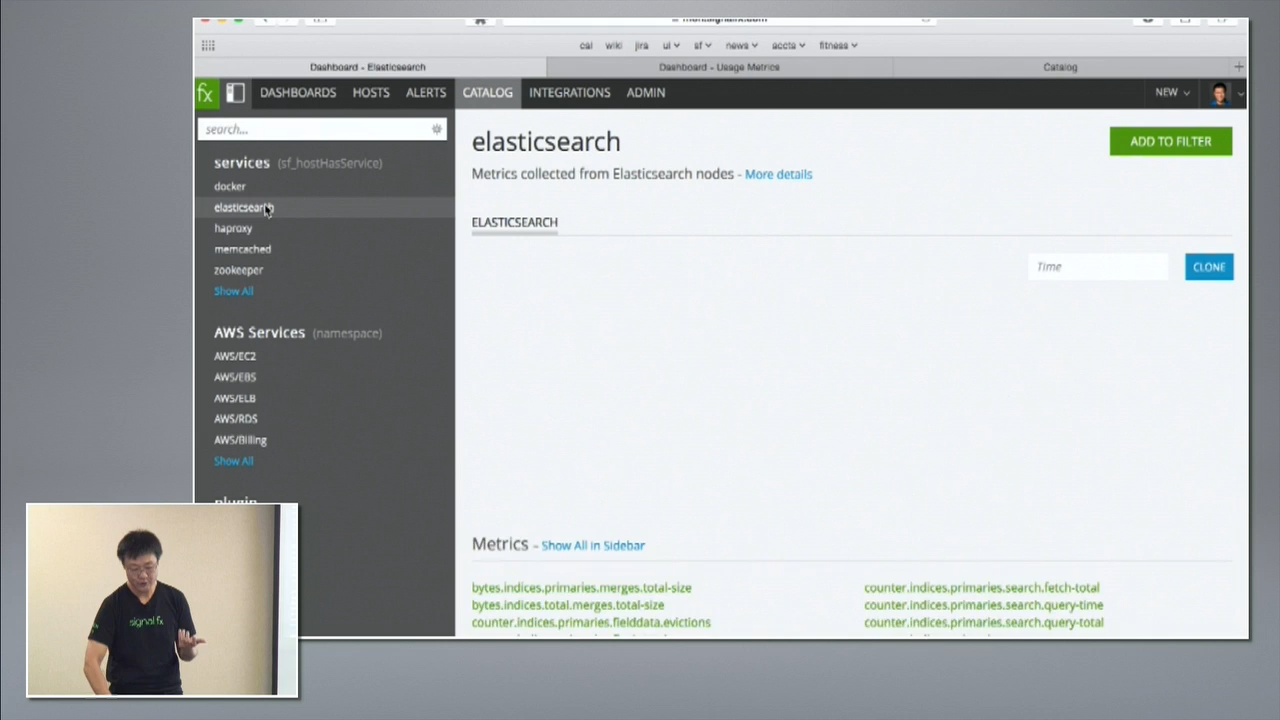 cal wiki jira ui sf news accts fitness
Dashboard - Elasticsearch Dashboard - Usage Metrics Catalog +
fx DASHBOARDS HOSTS ALERTS CATALOG INTEGRATIONS ADMIN NEW
search...
services (sf_hostHasService)
docker
elasticsearch
haproxy
memcached
zookeeper
Show All
AWS Services (namespace)
AWS/EC2
AWS/EBS
AWS/ELB
AWS/RDS
AWS/Billing
Show All
plugin
elasticsearch
ADD TO FILTER
Metrics collected from Elasticsearch nodes - More details
ELASTICSEARCH
Time CLONE
Metrics - Show All in Sidebar
bytes.indices.primaries.merges.total-size
bytes.indices.total.merges.total-size
counter.indices.primaries.fielddata.evictions
counter.indices.primaries.search.fetch-total
counter.indices.primaries.search.query-time
counter.indices.primaries.search.query-total
signal fx